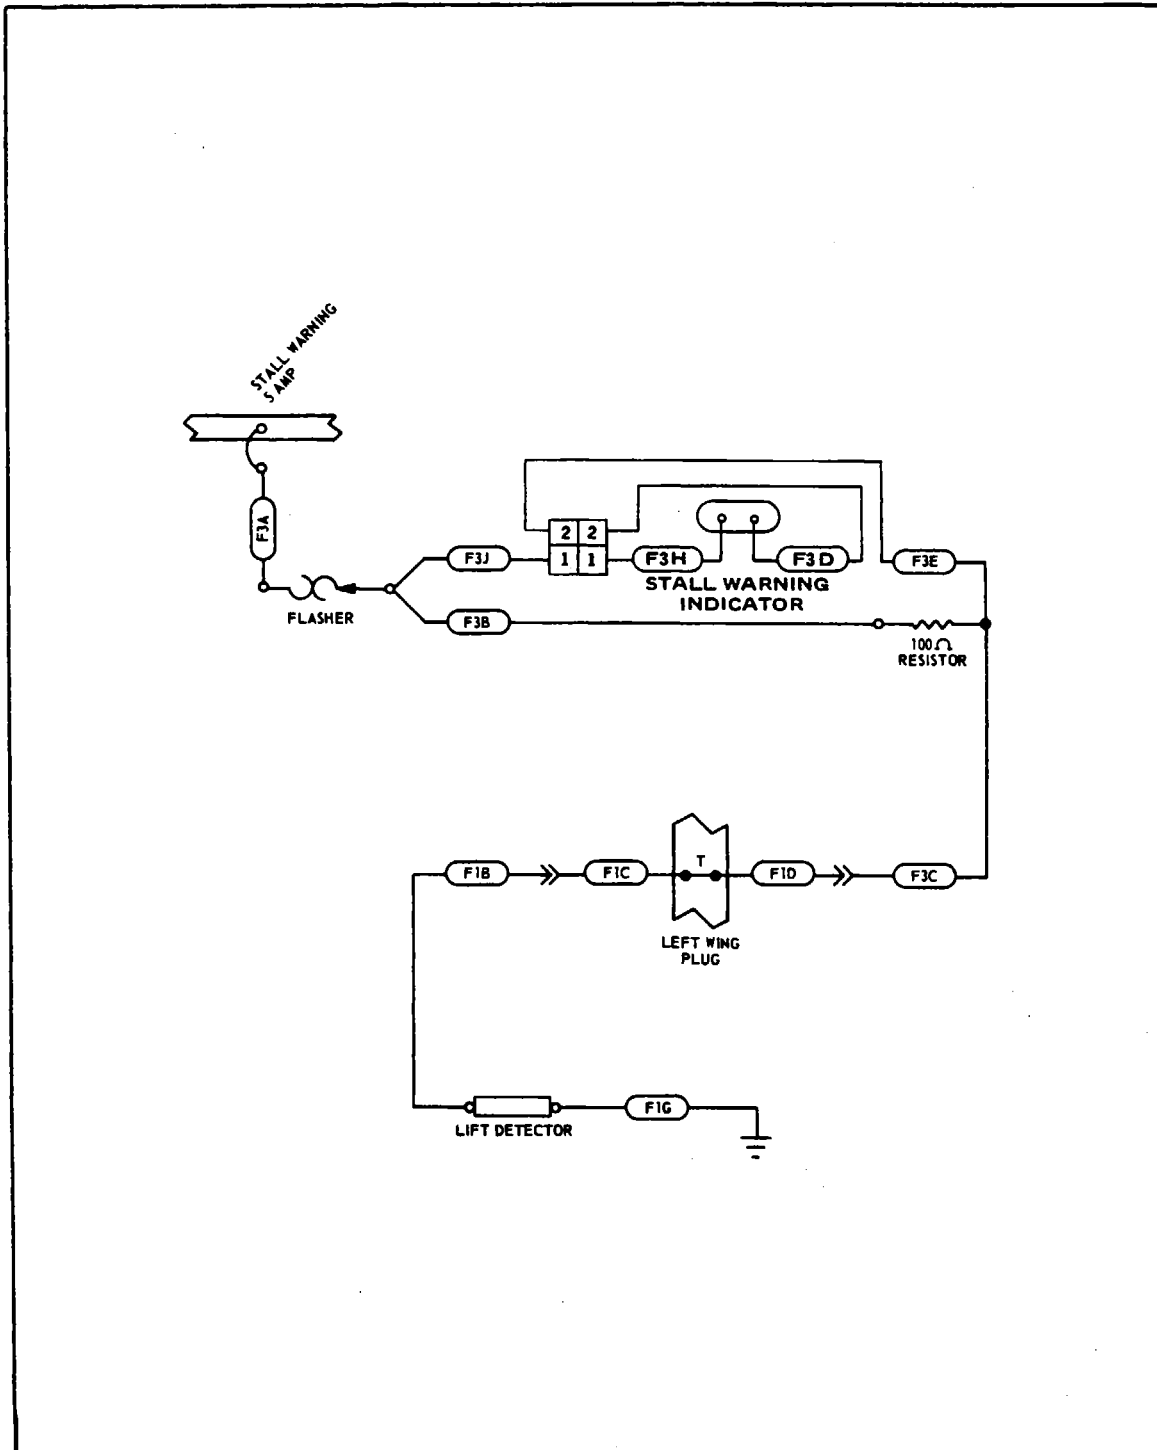 STALL WARNING
5 AMP
F3A
FLASHER
F3J
F3B
2 2
1 1
F3H
F3D
STALL WARNING
INDICATOR
F3E
100Ω
RESISTOR
F1B
F1C
T
F1D
F3C
LEFT WING
PLUG
LIFT DETECTOR
F1G